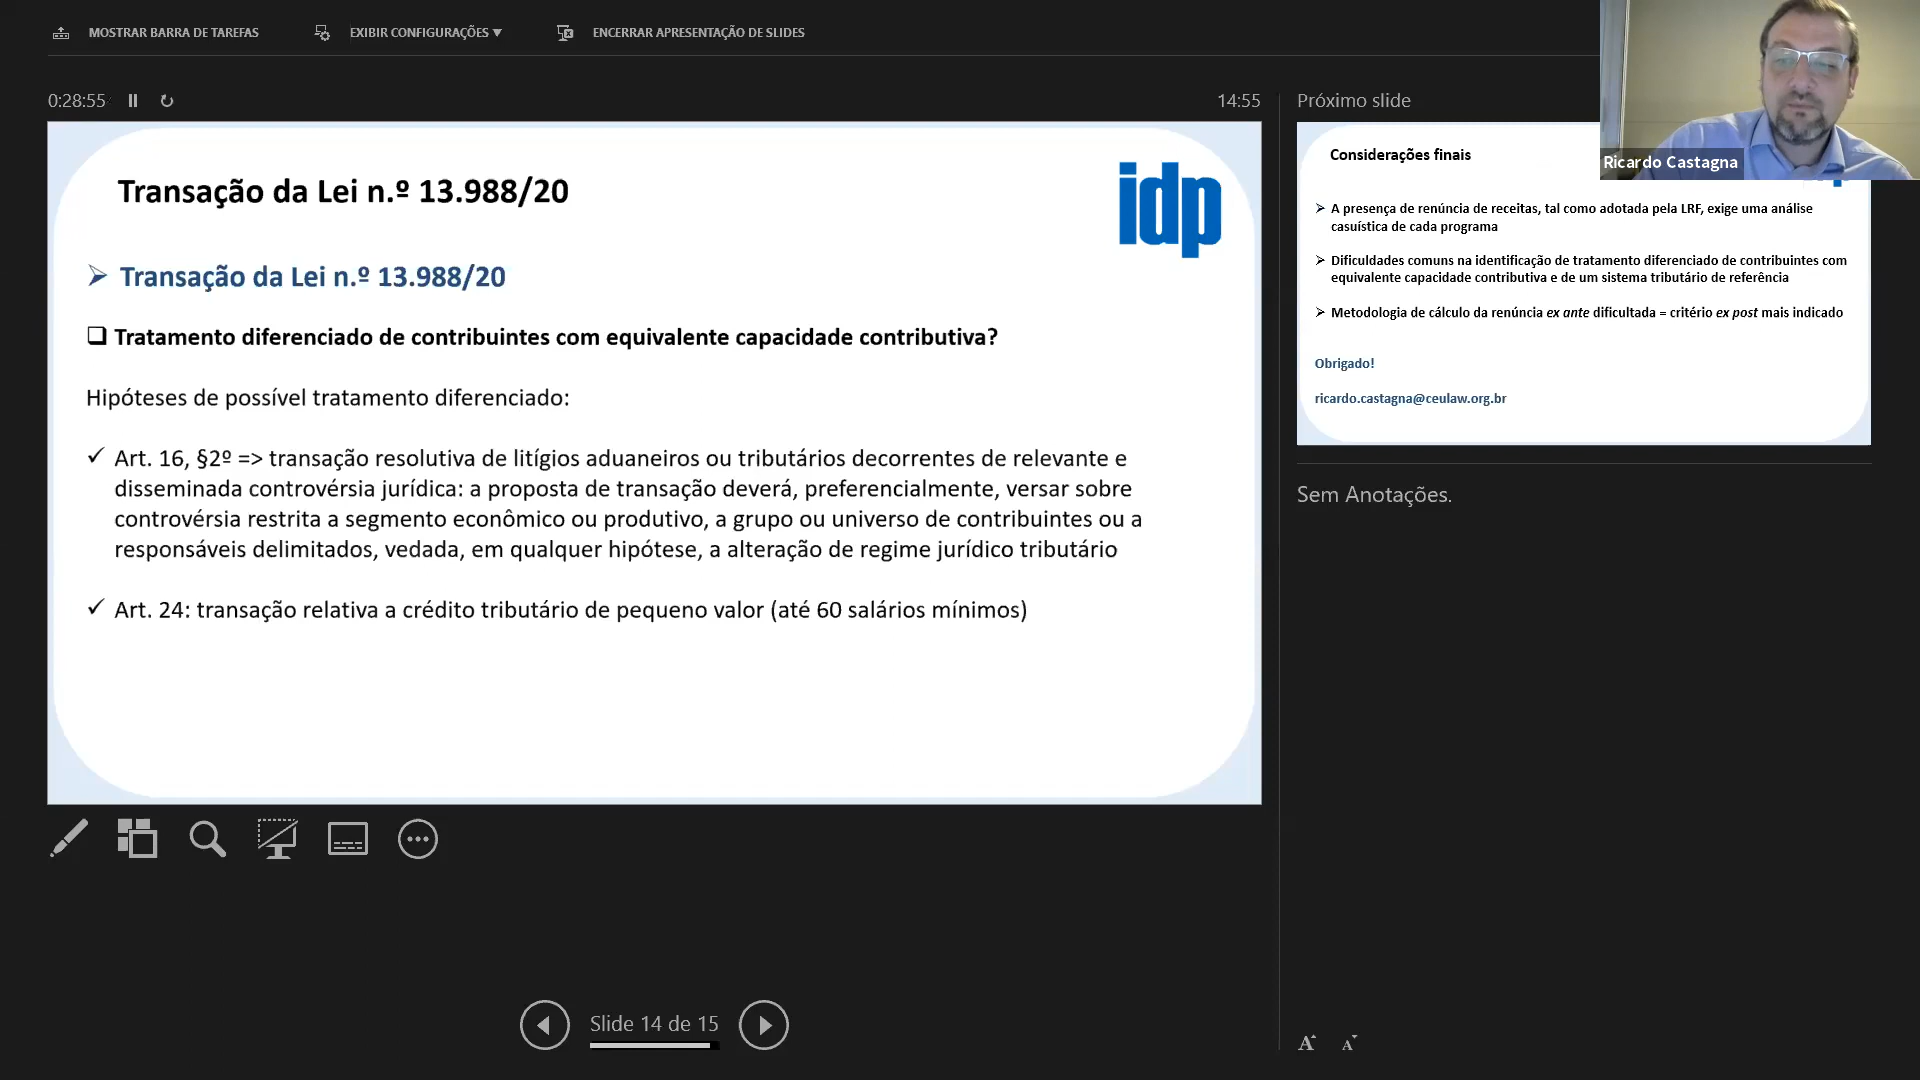 MOSTRAR BARRA DE TAREFAS
EXIBIR CONFIGURAÇÕES ▼
ENCERRAR APRESENTAÇÃO DE SLIDES
0:28:55
14:55
Transação da Lei n.º 13.988/20
idp
➢ Transação da Lei n.º 13.988/20
❑ Tratamento diferenciado de contribuintes com equivalente capacidade contributiva?
Hipóteses de possível tratamento diferenciado:
✓ Art. 16, §2º => transação resolutiva de litígios aduaneiros ou tributários decorrentes de relevante e
disseminada controvérsia jurídica: a proposta de transação deverá, preferencialmente, versar sobre
controvérsia restrita a segmento econômico ou produtivo, a grupo ou universo de contribuintes ou a
responsáveis delimitados, vedada, em qualquer hipótese, a alteração de regime jurídico tributário
✓ Art. 24: transação relativa a crédito tributário de pequeno valor (até 60 salários mínimos)
Slide 14 de 15
Próximo slide
Ricardo Castagna
Considerações finais
➢ A presença de renúncia de receitas, tal como adotada pela LRF, exige uma análise
casuística de cada programa
➢ Dificuldades comuns na identificação de tratamento diferenciado de contribuintes com
equivalente capacidade contributiva e de um sistema tributário de referência
➢ Metodologia de cálculo da renúncia ex ante dificultada = critério ex post mais indicado
Obrigado!
ricardo.castagna@ceulaw.org.br
Sem Anotações.
A A